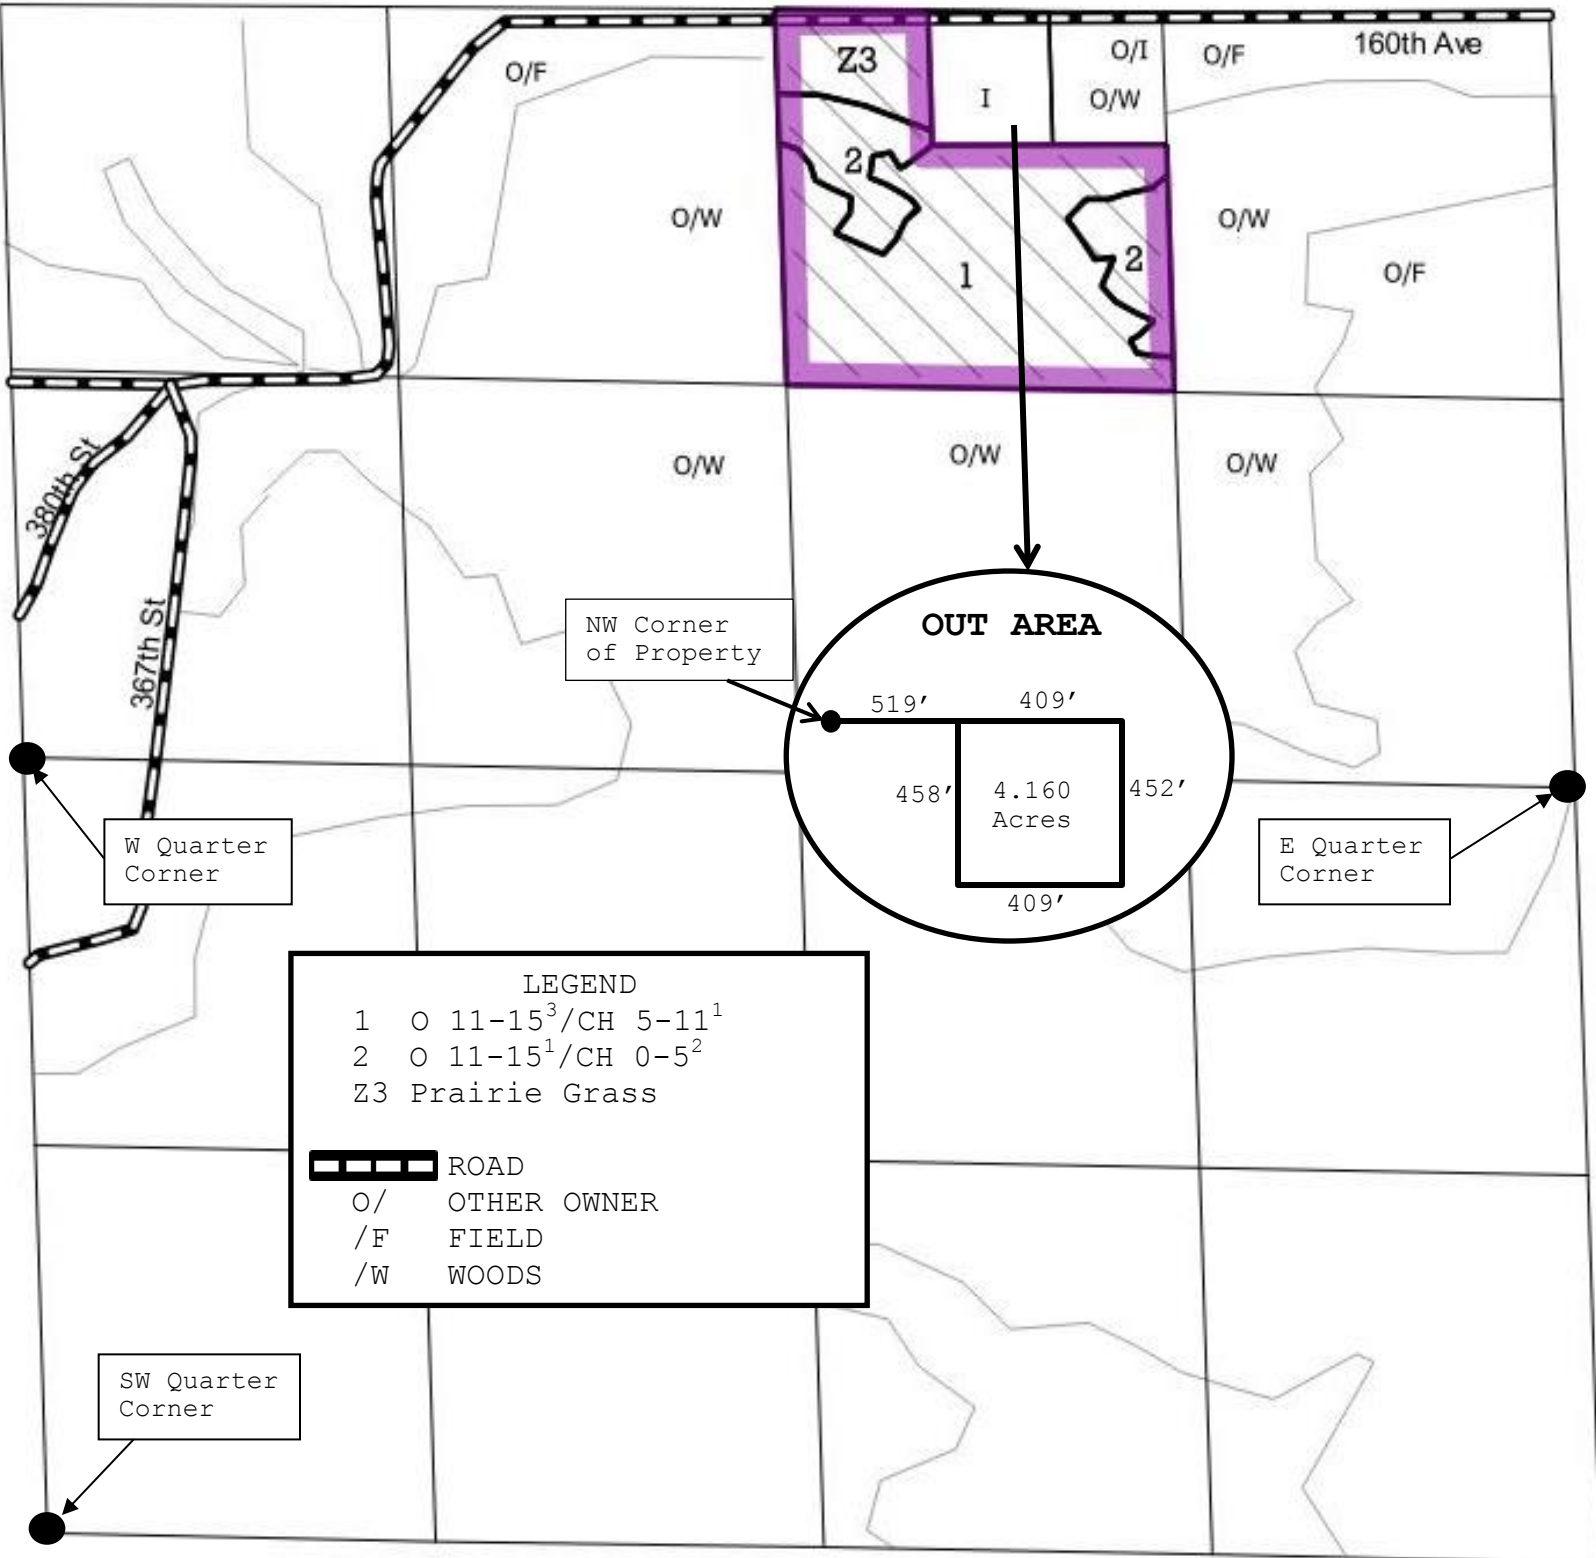 160th Ave
O/F
Z3
I
O/I
O/W
O/F
2
O/W
O/W
2
1
O/F
O/W
O/W
O/W
380th St
367th St
NW Corner
of Property
OUT AREA
519’
409’
458’
4.160
Acres
452’
409’
W Quarter
Corner
E Quarter
Corner
LEGEND
1 O 11-15³/CH 5-11¹
2 O 11-15¹/CH 0-5²
Z3 Prairie Grass
ROAD
O/ OTHER OWNER
/F FIELD
/W WOODS
SW Quarter
Corner